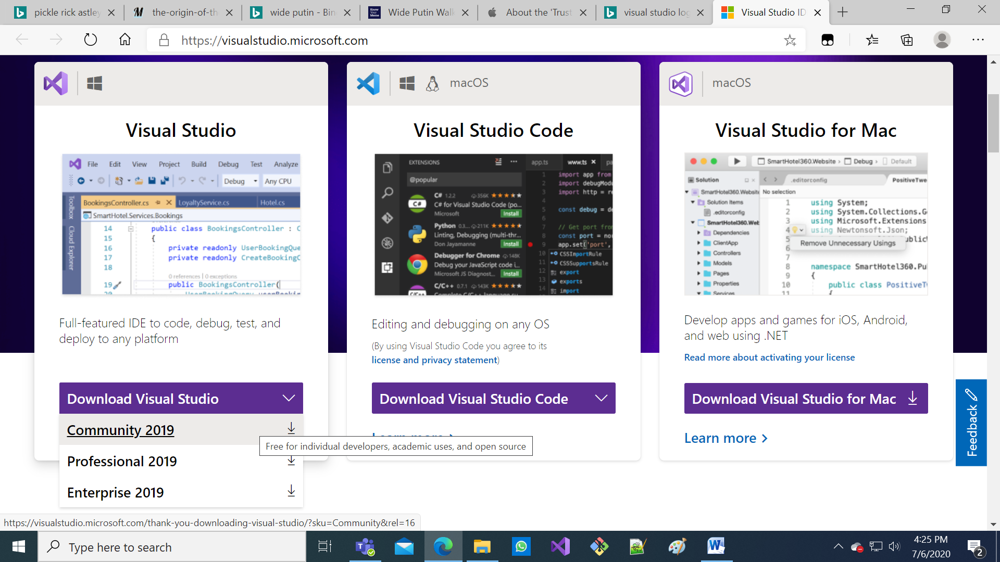 pickle rick astley
the-origin-of-th
wide putin - Bin
Wide Putin Walk
About the 'Trust
visual studio log
Visual Studio ID
https://visualstudio.microsoft.com
macOS
macOS
Visual Studio
Visual Studio Code
Visual Studio for Mac
File Edit View Project Build Debug Test Analyze
Debug Any CPU
Toolbox
Cloud Explorer
BookingsController.cs LoyaltyService.cs Hotel.cs
SmartHotel.Services.Bookings
14 public class BookingsController : C
15 {
16 private readonly UserBookingQue
17 private readonly CreateBookingC
18
0 references | 0 exceptions
19 public BookingsController(
20 UserBookingQuery userBookin
EXTENSIONS
@popular
C# 1.2.2 356K
C# for Visual Studio Code (po...
Microsoft Install
Python 0.3... 211K
Linting, Debugging (multi-thr...
Don Jayamanne Install
Debugger for Chrome 148K
Debug your JavaScript code i...
Microsoft JS Diagnost... Install
C/C++ 0.7.1 143K
app.ts www.ts pa
1 import app from
2 import debugModu
3 import http = re
4
5 const debug = de
6
7 // Get port from
8 const port = nor
9 app.set('port',
10 CSSImportRule
11 CSSSupportsRule
12 export
13 exports
14 import
SmartHotel360.Website › Debug › Default
Solution
SmartHotel360.Website
Solution Items
.editorconfig
SmartHotel360.Web
Dependencies
ClientApp
Controllers
Models
Pages
Properties
Services
.editorconfig PositiveTwe
No selection
1 using System;
2 using System.Collections.Ge
3 using Microsoft.Extensions
4 using Newtonsoft.Json;
5
Remove Unnecessary Usings
6
7
8 namespace SmartHotel360.Pu
9 {
10 public class PositiveTw
11 {
Full-featured IDE to code, debug, test, and
deploy to any platform
Editing and debugging on any OS
(By using Visual Studio Code you agree to its
license and privacy statement)
Develop apps and games for iOS, Android,
and web using .NET
Read more about activating your license
Download Visual Studio
Download Visual Studio Code
Download Visual Studio for Mac
Community 2019
Free for individual developers, academic uses, and open source
Professional 2019
Enterprise 2019
Learn more
Feedback
https://visualstudio.microsoft.com/thank-you-downloading-visual-studio/?sku=Community&rel=16
Type here to search
4:25 PM
7/6/2020
2